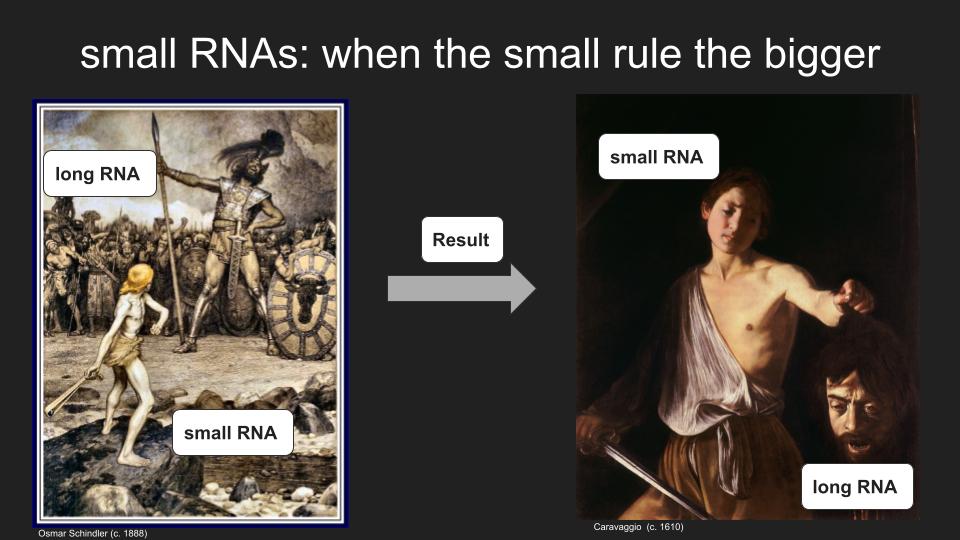 small RNAs: when the small rule the bigger
long RNA
small RNA
Result
small RNA
long RNA
Osmar Schindler (c. 1888)
Caravaggio (c. 1610)